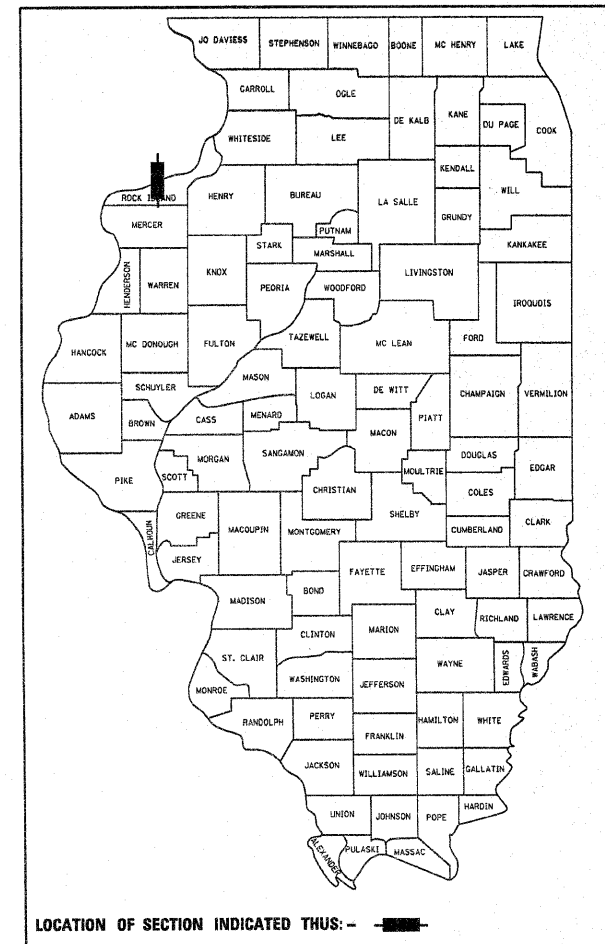 JO DAVIESS
STEPHENSON
WINNEBAGO
BOONE
MC HENRY
LAKE
CARROLL
OGLE
DE KALB
KANE
DU PAGE
COOK
WHITESIDE
LEE
KENDALL
WILL
ROCK ISLAND
HENRY
BUREAU
LA SALLE
GRUNDY
MERCER
PUTNAM
KANKAKEE
STARK
MARSHALL
HENDERSON
WARREN
KNOX
PEORIA
WOODFORD
LIVINGSTON
IROQUOIS
HANCOCK
MC DONOUGH
FULTON
TAZEWELL
MC LEAN
FORD
SCHUYLER
MASON
LOGAN
DE WITT
CHAMPAIGN
VERMILION
ADAMS
BROWN
CASS
MENARD
PIATT
MACON
PIKE
SCOTT
MORGAN
SANGAMON
MOULTRIE
DOUGLAS
EDGAR
CHRISTIAN
COLES
GREENE
MACOUPIN
MONTGOMERY
SHELBY
CUMBERLAND
CLARK
CALHOUN
JERSEY
FAYETTE
EFFINGHAM
JASPER
CRAWFORD
MADISON
BOND
CLAY
RICHLAND
LAWRENCE
CLINTON
MARION
ST. CLAIR
WAYNE
EDWARDS
WABASH
WASHINGTON
JEFFERSON
MONROE
RANDOLPH
PERRY
HAMILTON
WHITE
FRANKLIN
JACKSON
WILLIAMSON
SALINE
GALLATIN
UNION
JOHNSON
POPE
HARDIN
ALEXANDER
PULASKI
MASSAC
LOCATION OF SECTION INDICATED THUS: -